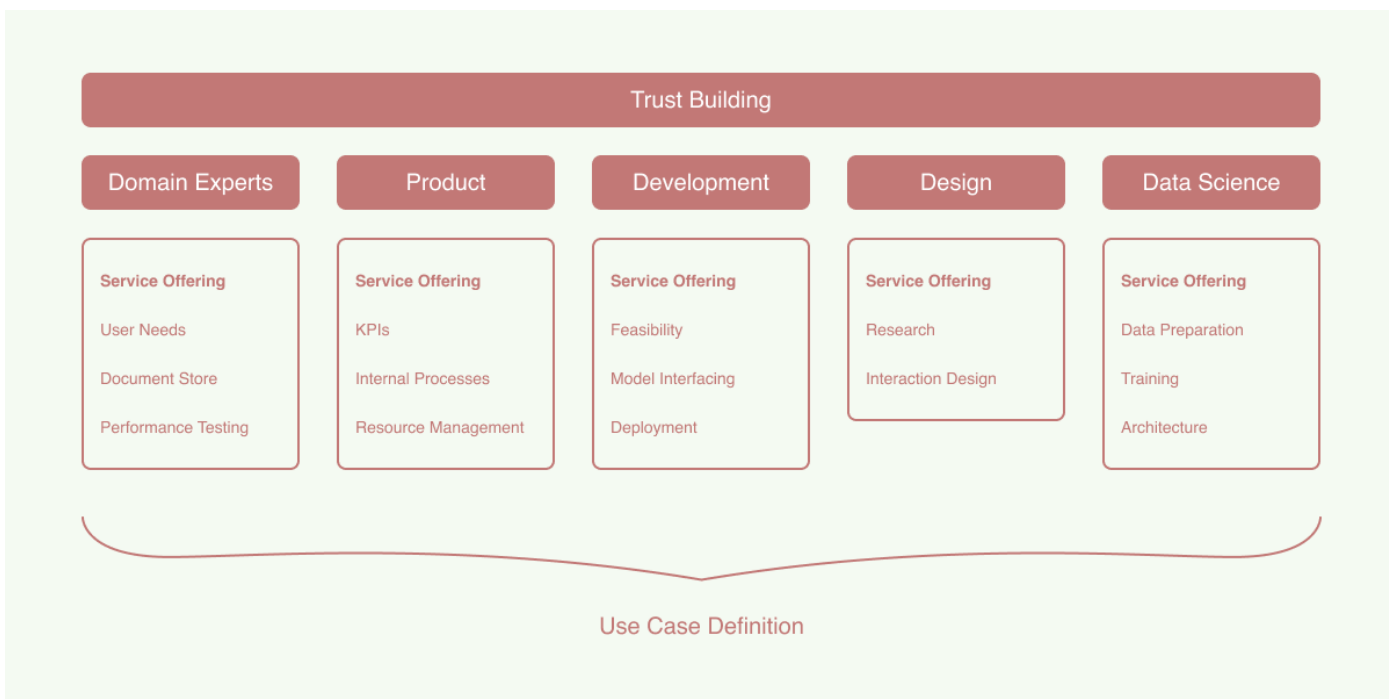 Trust Building
Domain Experts
Product
Development
Design
Data Science
Service Offering
User Needs
Document Store
Performance Testing
Service Offering
KPIs
Internal Processes
Resource Management
Service Offering
Feasibility
Model Interfacing
Deployment
Service Offering
Research
Interaction Design
Service Offering
Data Preparation
Training
Architecture
Use Case Definition